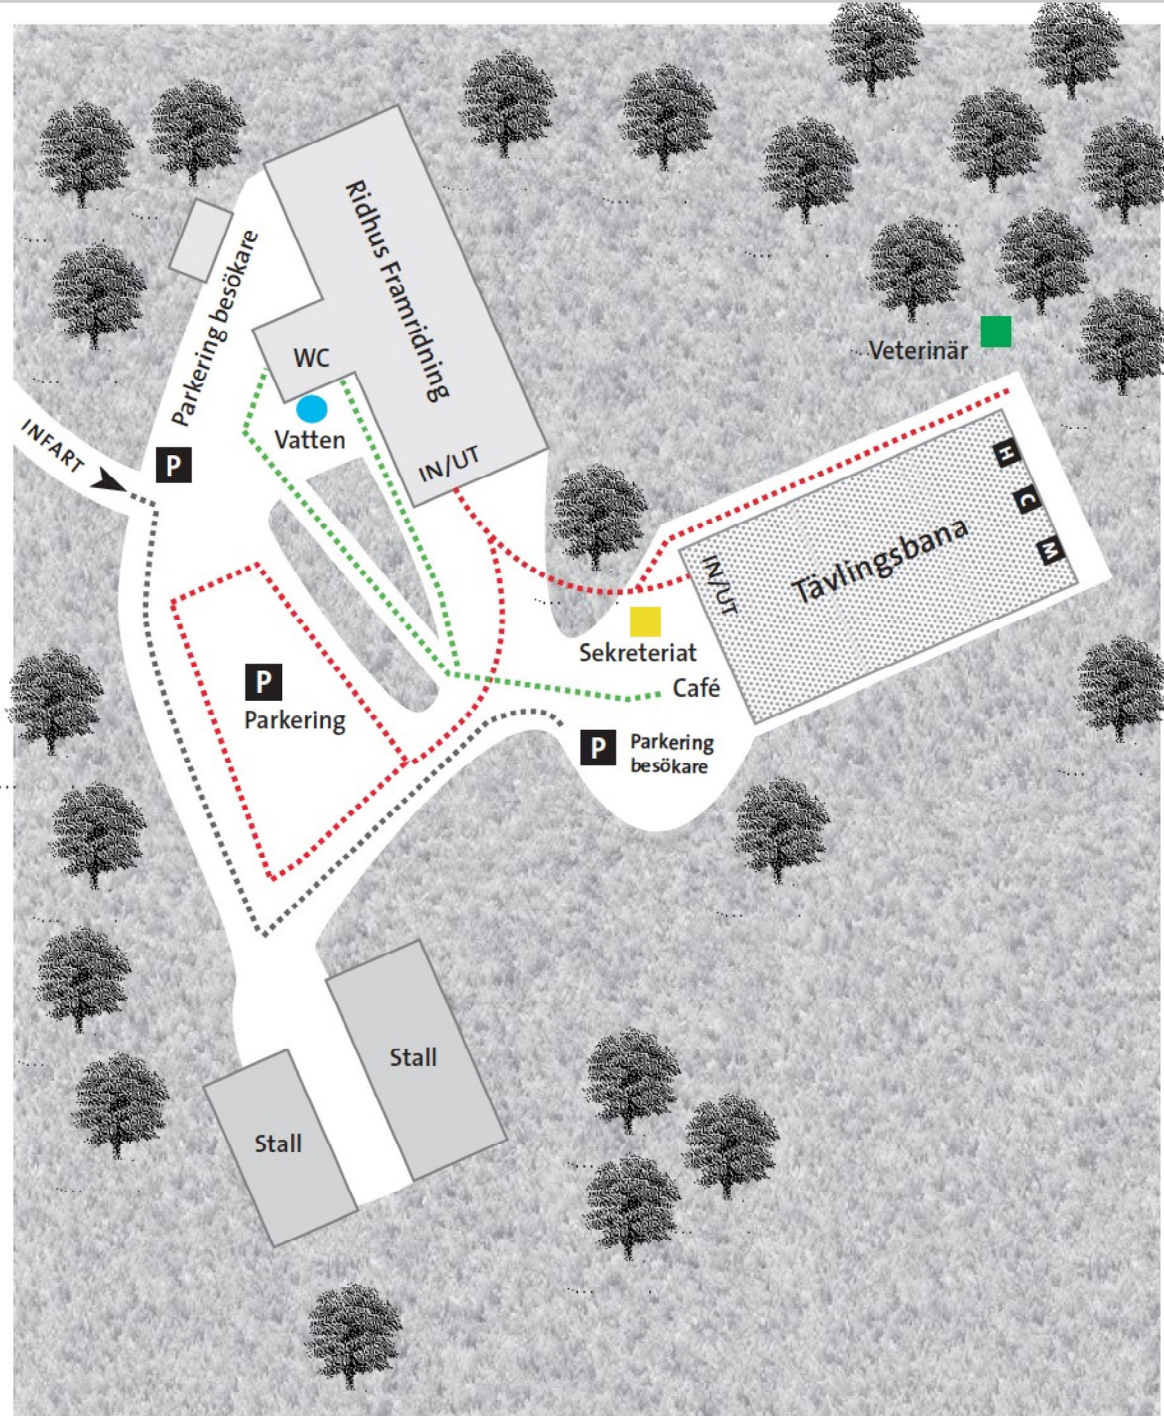 Ridhus Framridning
Parkering besökare
WC
Veterinär
INFART
P
Vatten
IN/UT
H
C
M
Tävlingsbana
IN/UT
Sekreteriat
P
Parkering
Café
P
Parkering
besökare
Stall
Stall